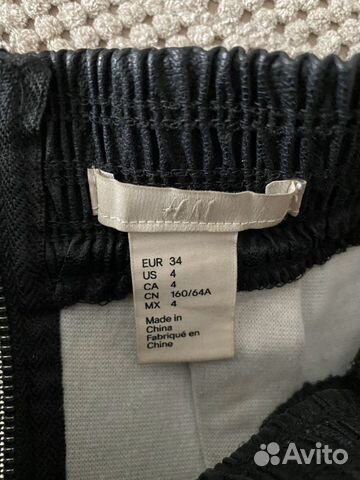 H&M
EUR 34
US 4
CA 4
CN 160/64A
MX 4
Made in
China
Fabriqué en
Chine
Avito